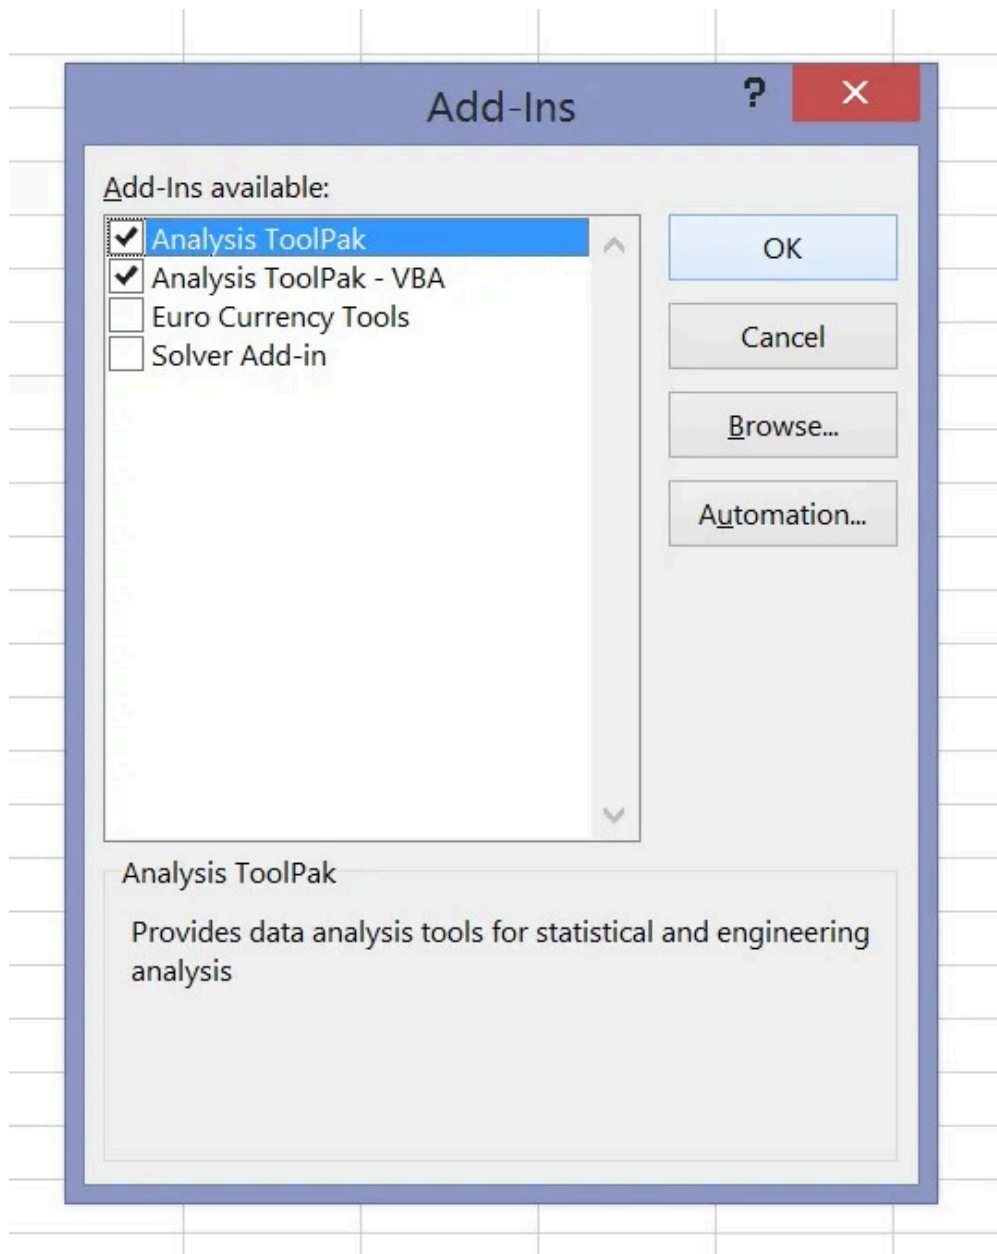 Add-Ins
?
Add-Ins available:
Analysis ToolPak
Analysis ToolPak - VBA
Euro Currency Tools
Solver Add-in
OK
Cancel
Browse...
Automation...
Analysis ToolPak
Provides data analysis tools for statistical and engineering
analysis